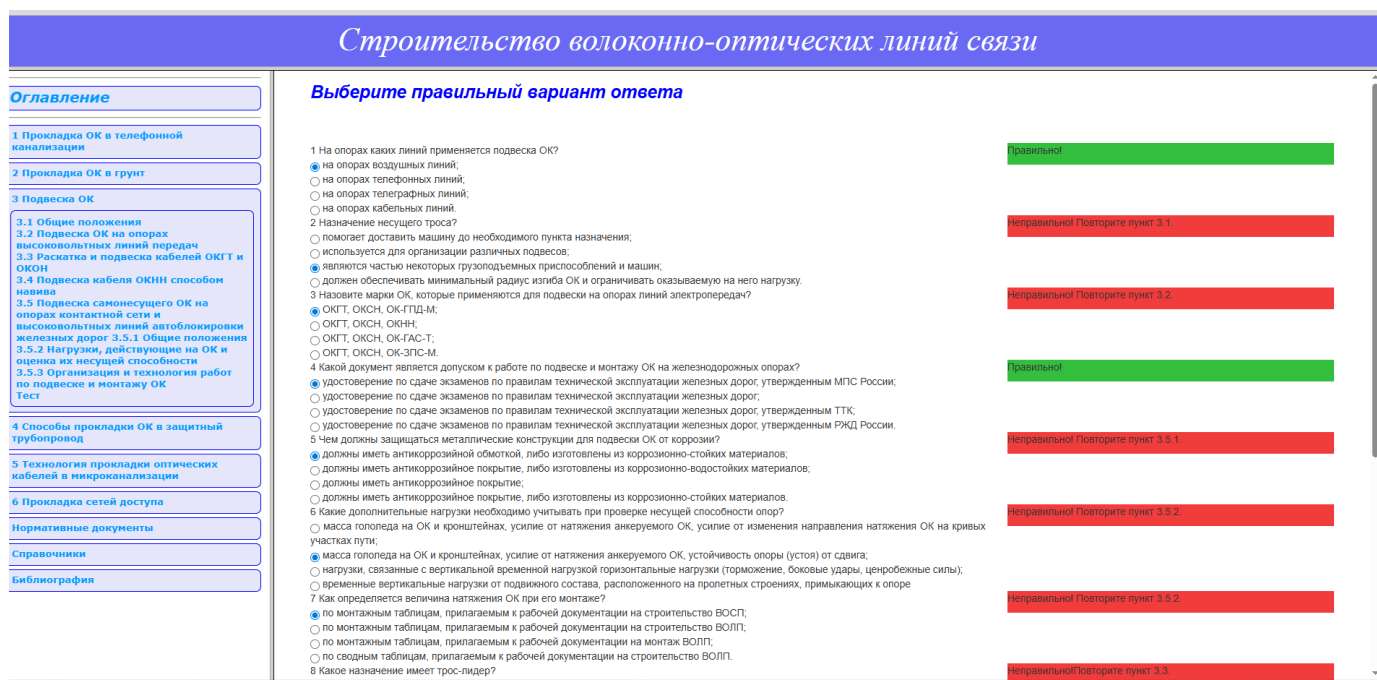 Строительство волоконно-оптических линий связи
Оглавление
1 Прокладка ОК в телефонной
канализации
2 Прокладка ОК в грунт
3 Подвеска ОК
3.1 Общие положения
3.2 Подвеска ОК на опорах
высоковольтных линий передач
3.3 Раскатка и подвеска кабелей ОКГТ и
ОКОН
3.4 Подвеска кабеля ОКНН способом
навива
3.5 Подвеска самонесущего ОК на
опорах контактной сети и
высоковольтных линий автоблокировки
железных дорог 3.5.1 Общие положения
3.5.2 Нагрузки, действующие на ОК и
оценка их несущей способности
3.5.3 Организация и технология работ
по подвеске и монтажу ОК
Тест
4 Способы прокладки ОК в защитный
трубопровод
5 Технология прокладки оптических
кабелей в микроканализации
6 Прокладка сетей доступа
Нормативные документы
Справочники
Библиография
Выберите правильный вариант ответа
1 На опорах каких линий применяется подвеска ОК?
Правильно!
на опорах воздушных линий;
на опорах телефонных линий;
на опорах телеграфных линий;
на опорах кабельных линий.
2 Назначение несущего троса?
Неправильно! Повторите пункт 3.1.
помогает доставить машину до необходимого пункта назначения;
используется для организации различных подвесов;
являются частью некоторых грузоподъемных приспособлений и машин;
должен обеспечивать минимальный радиус изгиба ОК и ограничивать оказываемую на него нагрузку.
3 Назовите марки ОК, которые применяются для подвески на опорах линий электропередач?
Неправильно! Повторите пункт 3.2.
ОКГТ, ОКСН, ОК-ГПД-М;
ОКГТ, ОКСН, ОКНН;
ОКГТ, ОКСН, ОК-ГАС-Т;
ОКГТ, ОКСН, ОК-ЗПС-М.
4 Какой документ является допуском к работе по подвеске и монтажу ОК на железнодорожных опорах?
Правильно!
удостоверение по сдаче экзаменов по правилам технической эксплуатации железных дорог, утвержденным МПС России;
удостоверение по сдаче экзаменов по правилам технической эксплуатации железных дорог;
удостоверение по сдаче экзаменов по правилам технической эксплуатации железных дорог, утвержденным ТТК;
удостоверение по сдаче экзаменов по правилам технической эксплуатации железных дорог, утвержденным РЖД России.
5 Чем должны защищаться металлические конструкции для подвески ОК от коррозии?
Неправильно! Повторите пункт 3.5.1.
должны иметь антикоррозийной обмоткой, либо изготовлены из коррозионно-стойких материалов;
должны иметь антикоррозийное покрытие, либо изготовлены из коррозионно-водостойких материалов;
должны иметь антикоррозийное покрытие;
должны иметь антикоррозийное покрытие, либо изготовлены из коррозионно-стойких материалов.
6 Какие дополнительные нагрузки необходимо учитывать при проверке несущей способности опор?
Неправильно! Повторите пункт 3.5.2.
масса гололеда на ОК и кронштейнах, усилие от натяжения анкеруемого ОК, усилие от изменения направления натяжения ОК на кривых
участках пути;
масса гололеда на ОК и кронштейнах, усилие от натяжения анкеруемого ОК, устойчивость опоры (устоя) от сдвига;
нагрузки, связанные с вертикальной временной нагрузкой горизонтальные нагрузки (торможение, боковые удары, ценробежные силы);
временные вертикальные нагрузки от подвижного состава, расположенного на пролетных строениях, примыкающих к опоре
7 Как определяется величина натяжения ОК при его монтаже?
Неправильно! Повторите пункт 3.5.2.
по монтажным таблицам, прилагаемым к рабочей документации на строительство ВОСП;
по монтажным таблицам, прилагаемым к рабочей документации на строительство ВОЛП;
по монтажным таблицам, прилагаемым к рабочей документации на монтаж ВОЛП;
по сводным таблицам, прилагаемым к рабочей документации на строительство ВОЛП.
8 Какое назначение имеет трос-лидер?
Неправильно!Повторите пункт 3.3.